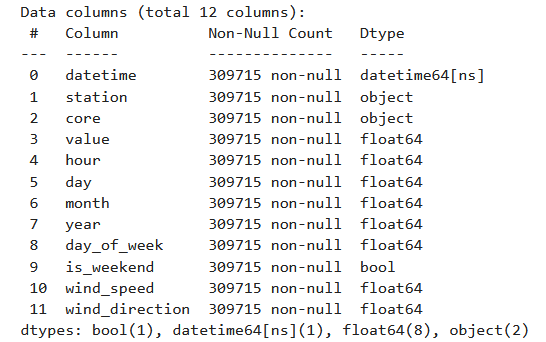 Data columns (total 12 columns):
 #   Column          Non-Null Count   Dtype
---  ------          --------------   -----
 0   datetime        309715 non-null  datetime64[ns]
 1   station         309715 non-null  object
 2   core            309715 non-null  object
 3   value           309715 non-null  float64
 4   hour            309715 non-null  float64
 5   day             309715 non-null  float64
 6   month           309715 non-null  float64
 7   year            309715 non-null  float64
 8   day_of_week     309715 non-null  float64
 9   is_weekend      309715 non-null  bool
 10  wind_speed      309715 non-null  float64
 11  wind_direction  309715 non-null  float64
dtypes: bool(1), datetime64[ns](1), float64(8), object(2)